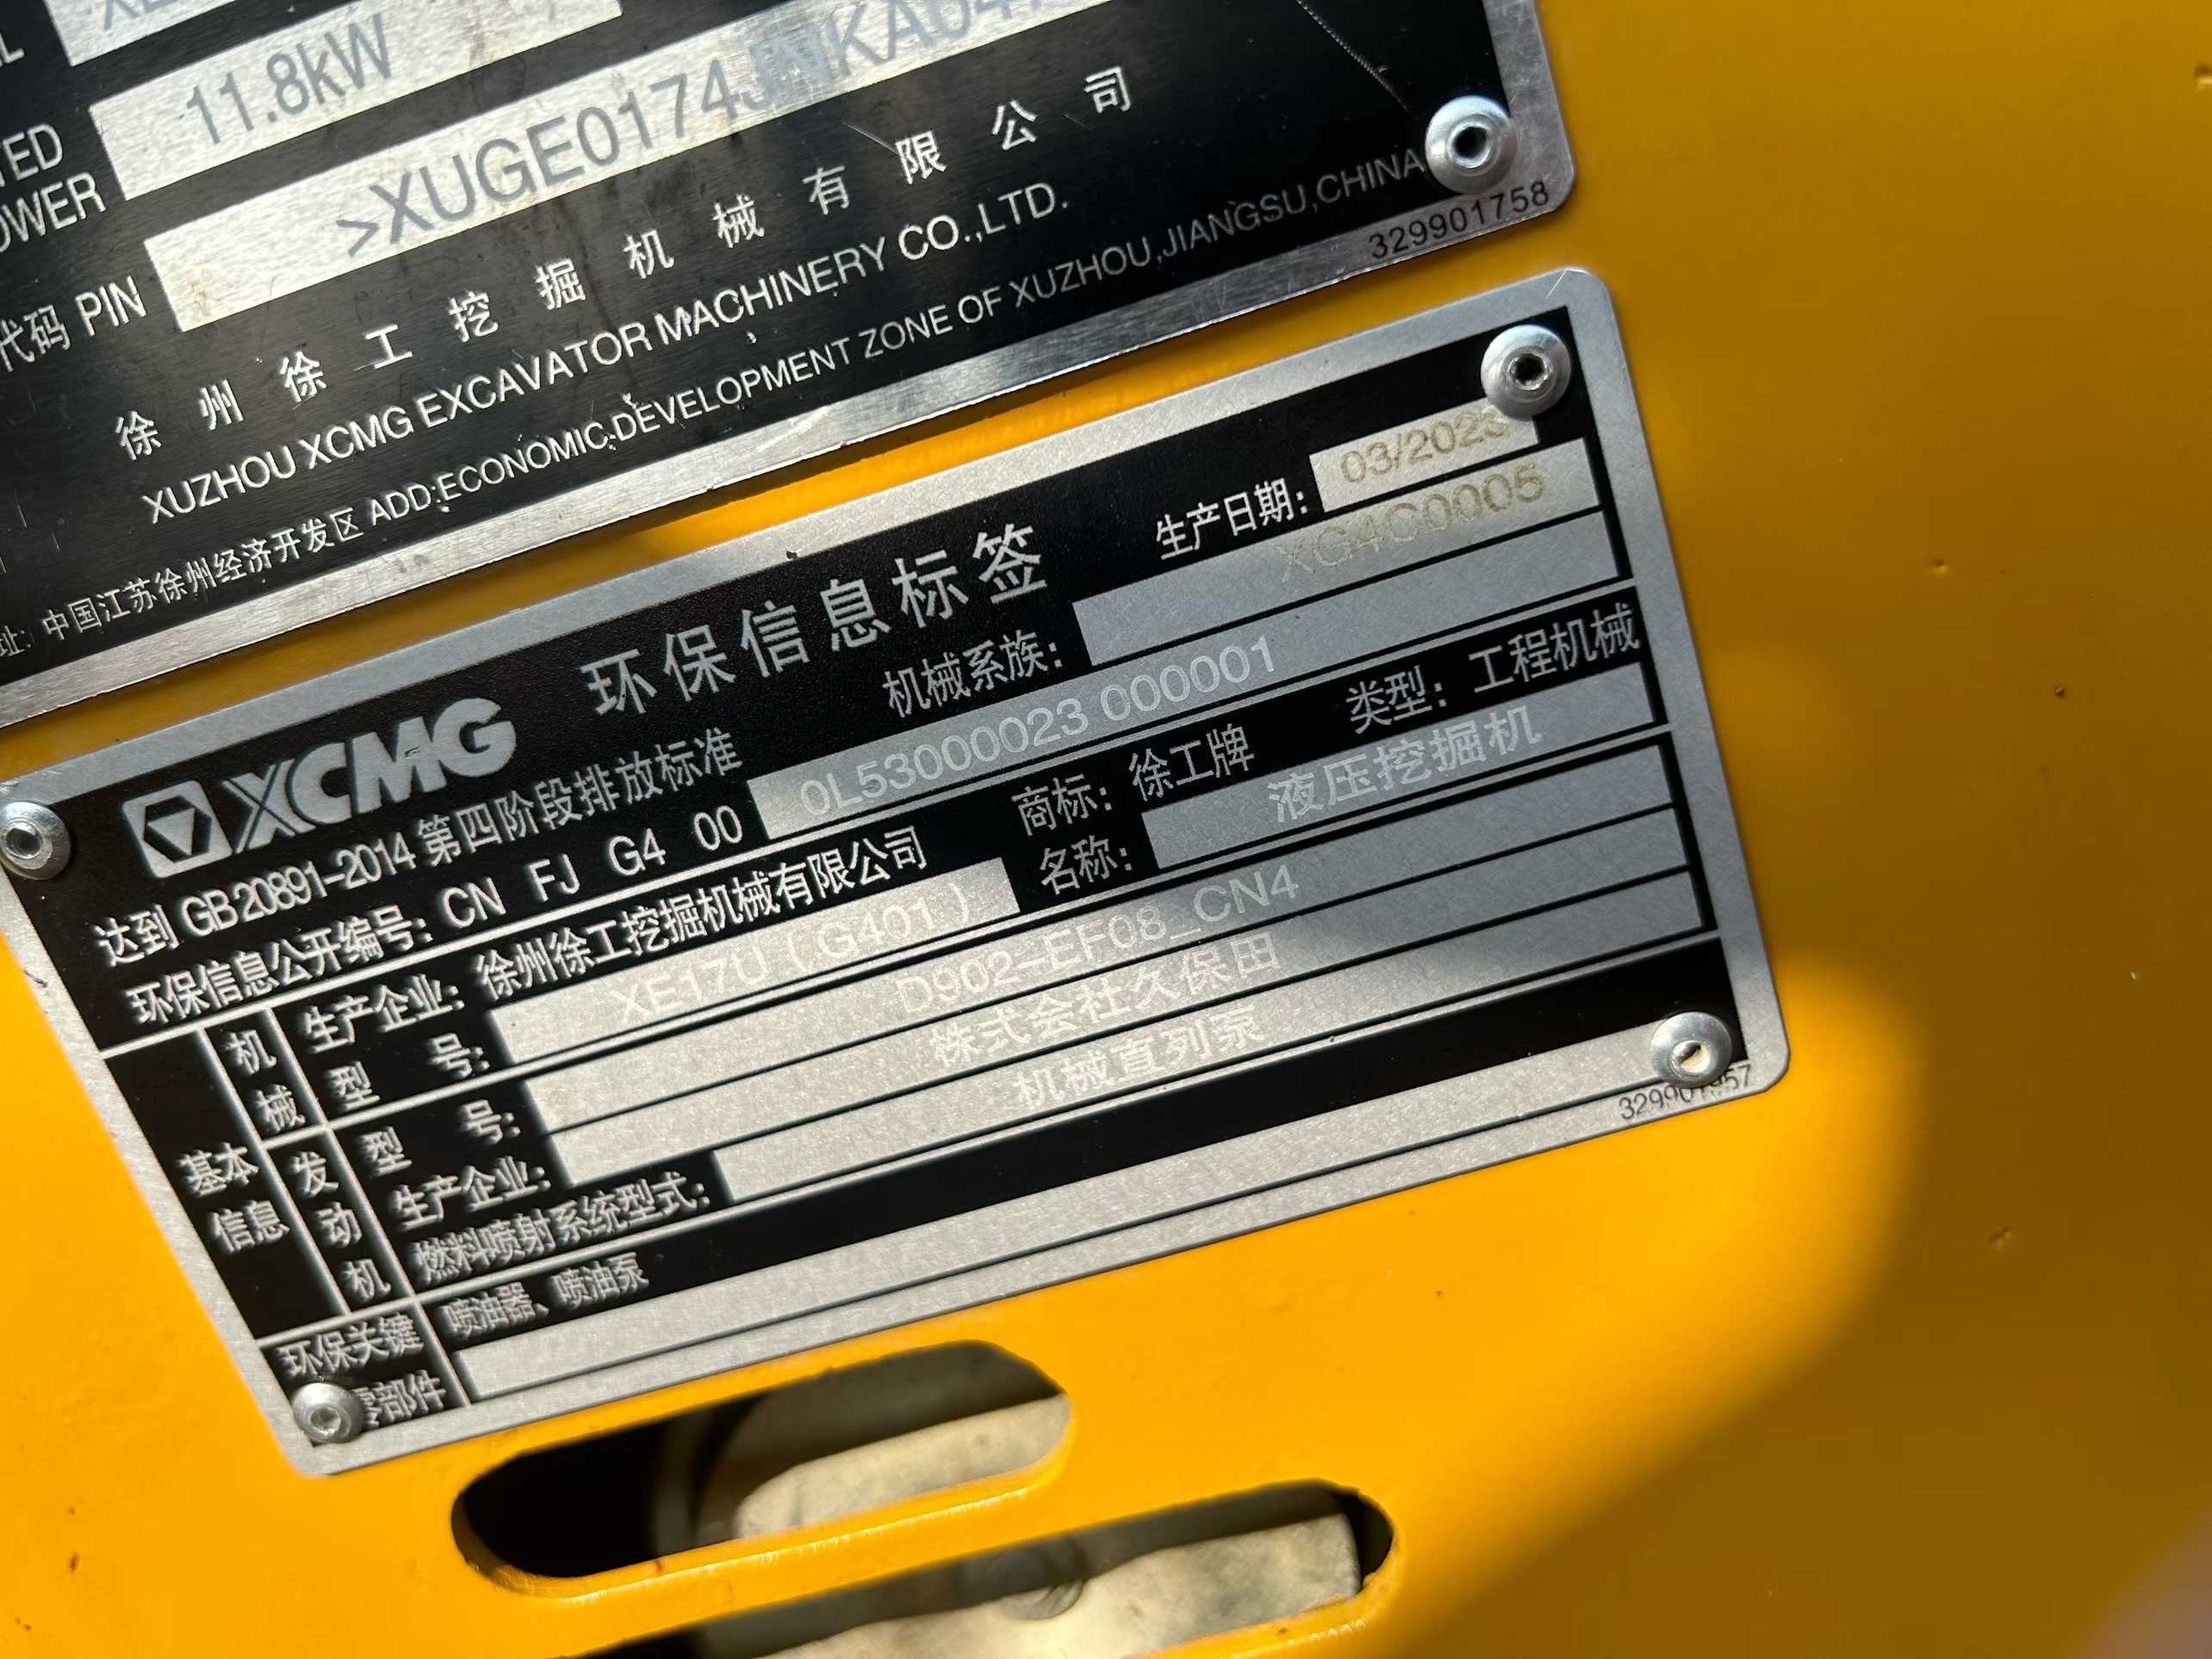 11.8kW
OWER
代码 PIN >XUGE0174
徐州徐工挖掘机械有限公司
XUZHOU XCMG EXCAVATOR MACHINERY CO.,LTD.
址: 中国江苏徐州经济开发区 ADD:ECONOMIC DEVELOPMENT ZONE OF XUZHOU,JIANGSU,CHINA
329901758
XCMG 环保信息标签 生产日期: 03/2023
达到 GB20891-2014 第四阶段排放标准 机械系族: XG4C0005
环保信息公开编号: CN FJ G4 00 0L53000023 000001
基本信息
机械
生产企业: 徐州徐工挖掘机械有限公司 商标: 徐工牌 类型: 工程机械
型号: XE17U（G401） 名称: 液压挖掘机
发动机
型号: D902-EF08_CN4
生产企业: 株式会社久保田
燃料喷射系统型式: 机械直列泵
环保关键零部件
喷油器、喷油泵